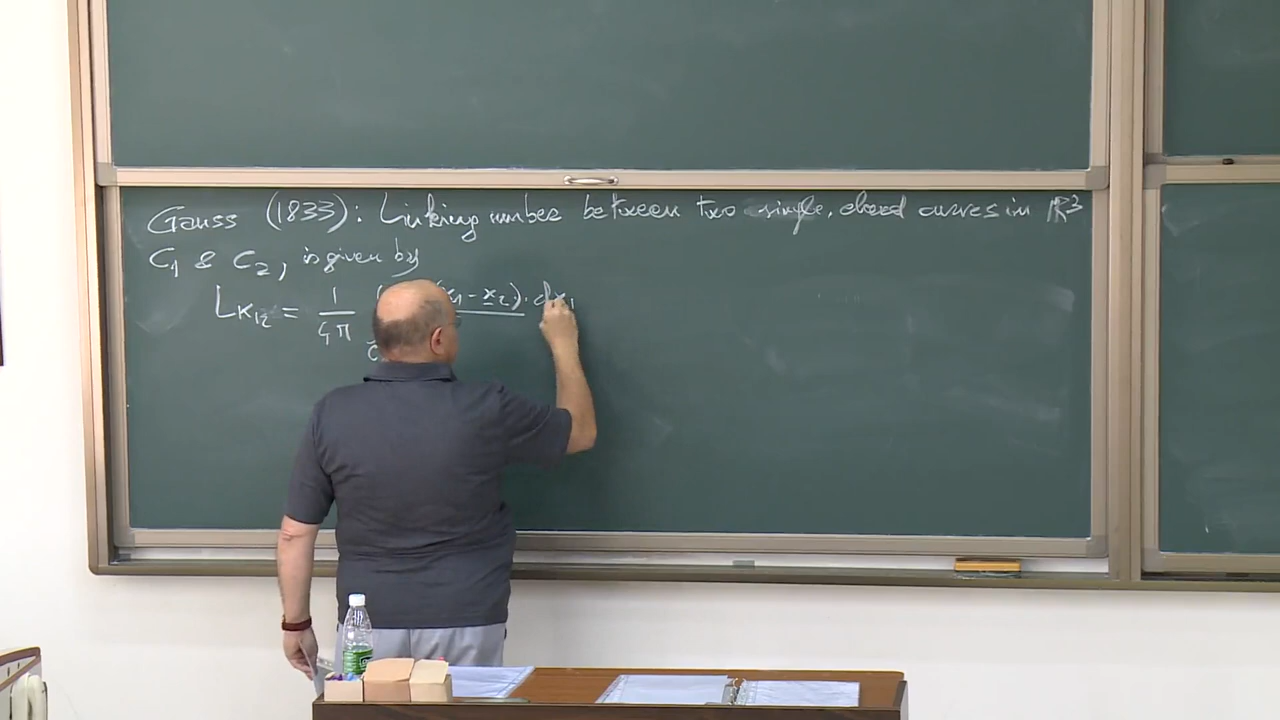 Gauss (1833): Linking number between two simple, closed curves in ℝ³
C₁ & C₂, is given by
Lk₁₂ = 1/4π (x₁ - x₂) · dx₁